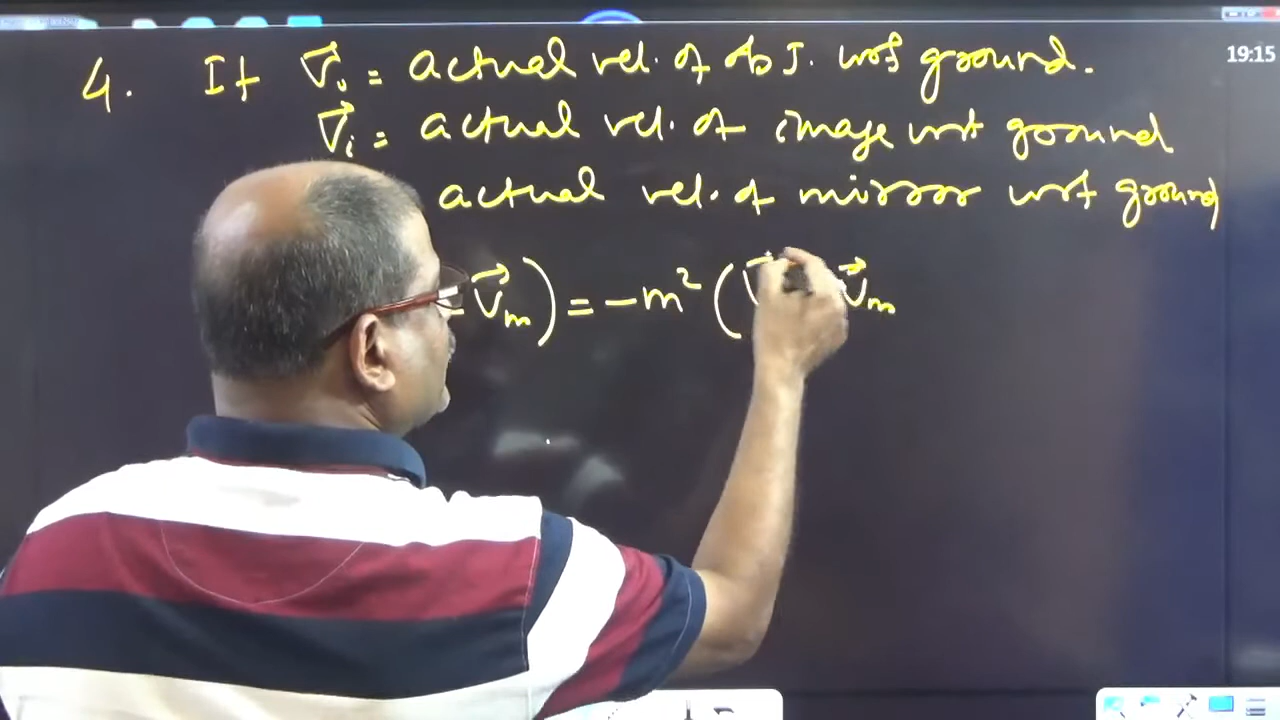 4. If V⃗₀ = actual vel. of obj. wrt ground.
V⃗ᵢ = actual vel. of image wrt ground
actual vel. of mirror wrt ground
V⃗ₘ) = -m² (V⃗ V⃗ₘ
19:15